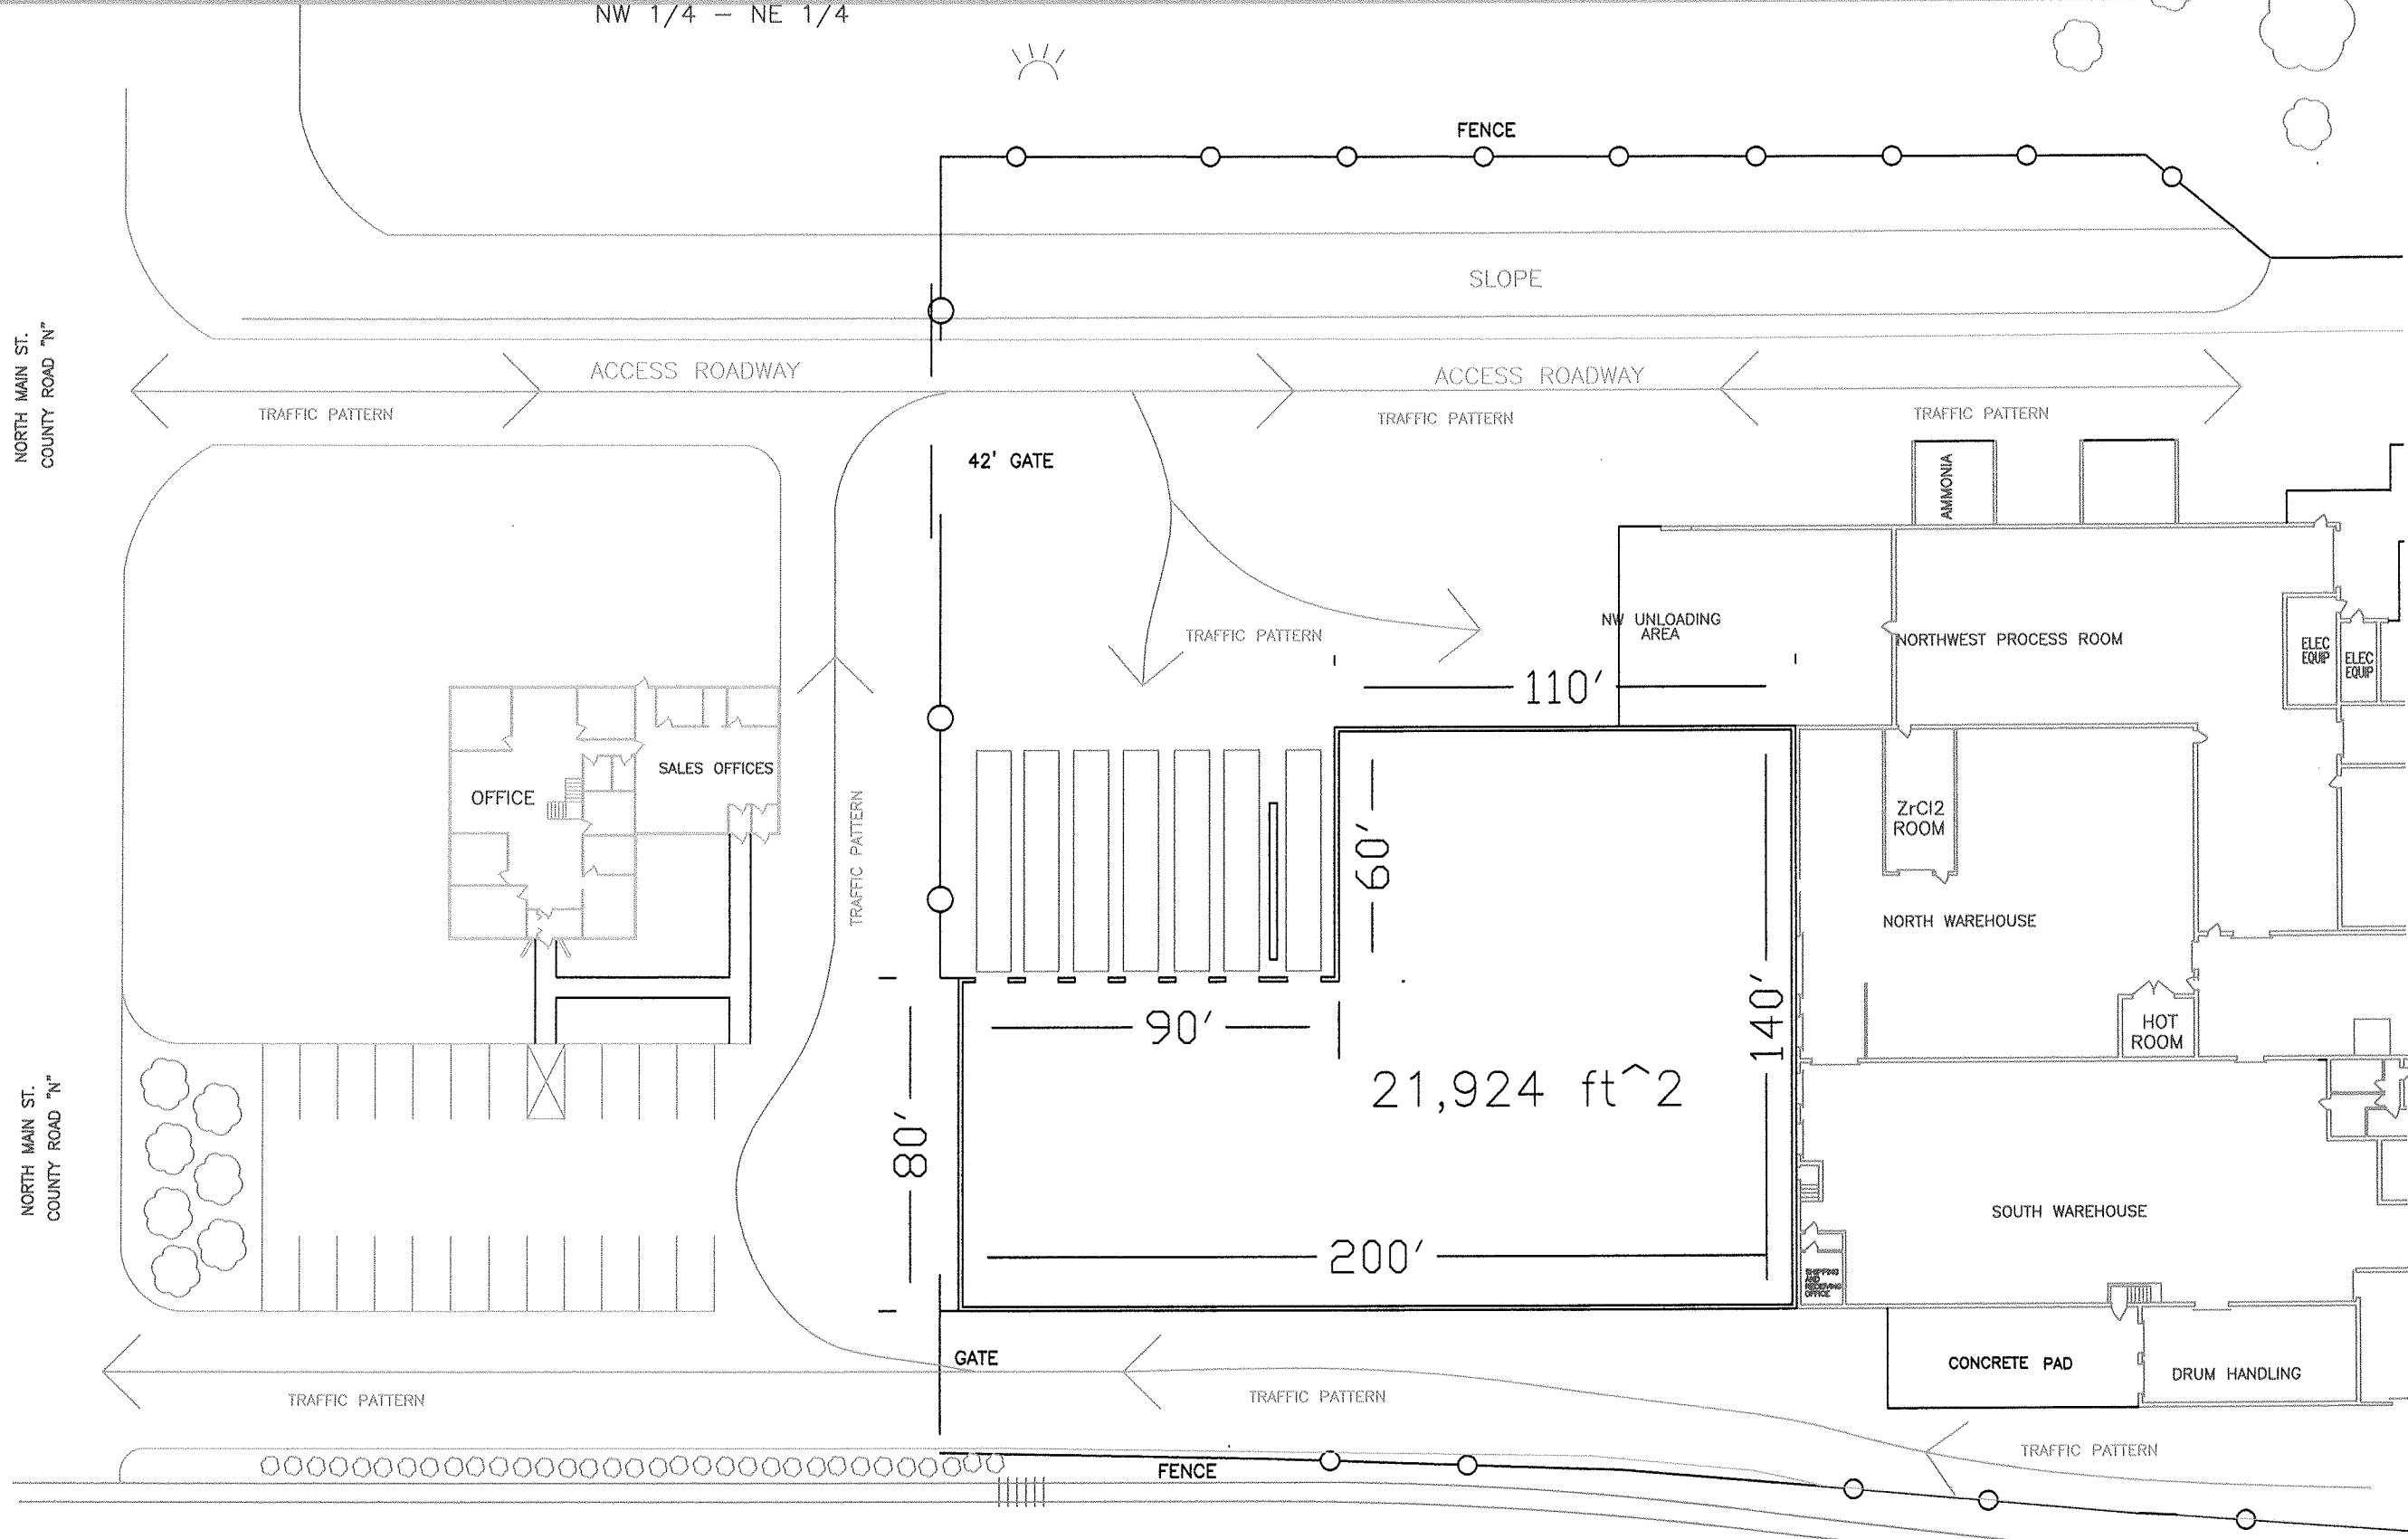 NW 1/4 – NE 1/4
FENCE
SLOPE
NORTH MAIN ST.
COUNTY ROAD "N"
ACCESS ROADWAY
ACCESS ROADWAY
TRAFFIC PATTERN
TRAFFIC PATTERN
TRAFFIC PATTERN
42' GATE
AMMONIA
NW UNLOADING
AREA
TRAFFIC PATTERN
NORTHWEST PROCESS ROOM
ELEC
EQUIP
ELEC
EQUIP
110'
SALES OFFICES
OFFICE
TRAFFIC PATTERN
60'
ZrCl2
ROOM
NORTH WAREHOUSE
90'
140'
HOT
ROOM
21,924 ft^2
NORTH MAIN ST.
COUNTY ROAD "N"
80'
SOUTH WAREHOUSE
200'
SHIPPING
AND
RECEIVING
OFFICE
GATE
CONCRETE PAD
DRUM HANDLING
TRAFFIC PATTERN
TRAFFIC PATTERN
TRAFFIC PATTERN
FENCE